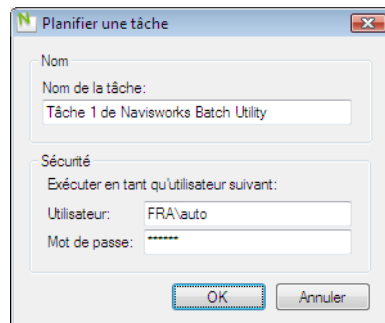 Planifier une tâche
Nom
Nom de la tâche:
Tâche 1 de Navisworks Batch Utility
Sécurité
Exécuter en tant qu'utilisateur suivant:
Utilisateur: FRA\auto
Mot de passe: ******
OK Annuler